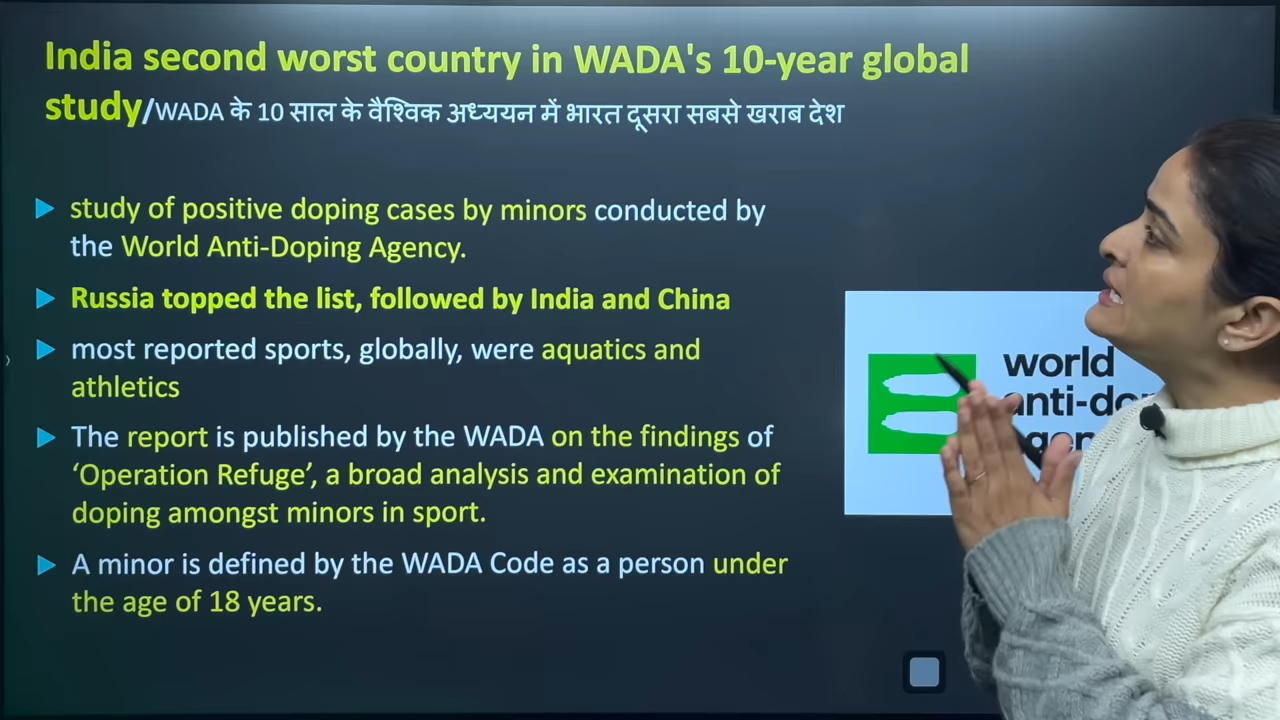 India second worst country in WADA's 10-year global
study/WADA के 10 साल के वैश्विक अध्ययन में भारत दूसरा सबसे खराब देश
study of positive doping cases by minors conducted by
the World Anti-Doping Agency.
Russia topped the list, followed by India and China
most reported sports, globally, were aquatics and
athletics
The report is published by the WADA on the findings of
‘Operation Refuge’, a broad analysis and examination of
doping amongst minors in sport.
A minor is defined by the WADA Code as a person under
the age of 18 years.
world